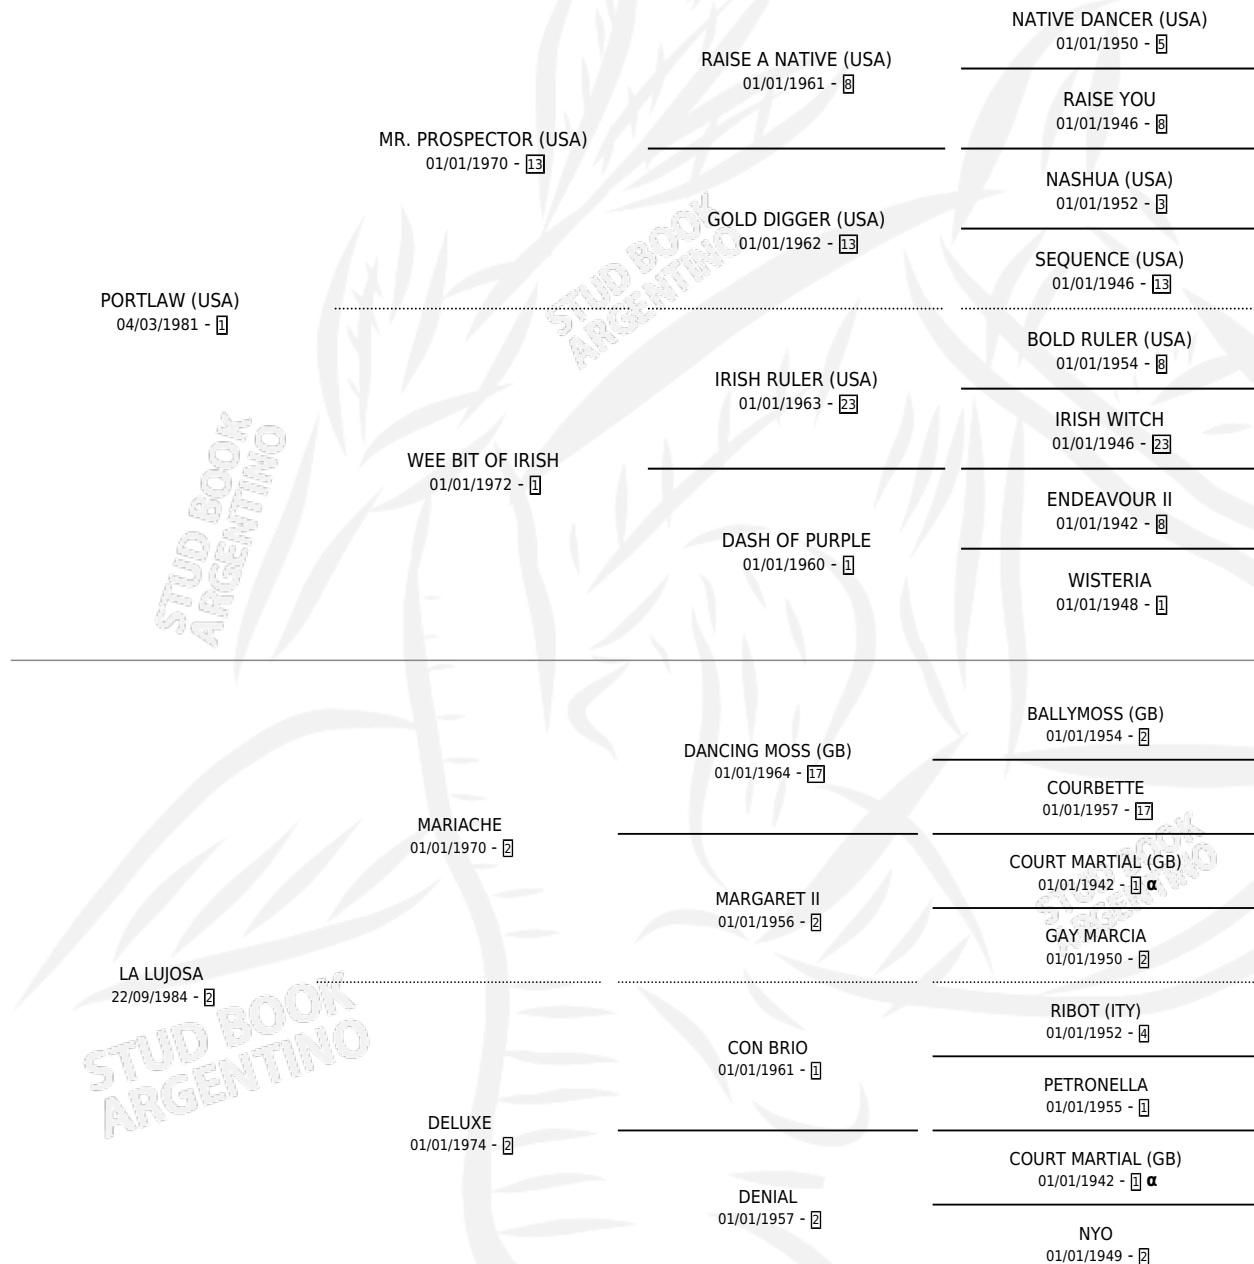 NATIVE DANCER (USA)
01/01/1950 - 5
RAISE A NATIVE (USA)
01/01/1961 - 8
RAISE YOU
01/01/1946 - 8
MR. PROSPECTOR (USA)
01/01/1970 - 13
NASHUA (USA)
01/01/1952 - 3
GOLD DIGGER (USA)
01/01/1962 - 13
SEQUENCE (USA)
01/01/1946 - 13
PORTLAW (USA)
04/03/1981 - 1
BOLD RULER (USA)
01/01/1954 - 8
IRISH RULER (USA)
01/01/1963 - 23
IRISH WITCH
01/01/1946 - 23
WEE BIT OF IRISH
01/01/1972 - 1
ENDEAVOUR II
01/01/1942 - 8
DASH OF PURPLE
01/01/1960 - 1
WISTERIA
01/01/1948 - 1
BALLYMOSS (GB)
01/01/1954 - 2
DANCING MOSS (GB)
01/01/1964 - 17
COURBETTE
01/01/1957 - 17
MARIACHE
01/01/1970 - 2
COURT MARTIAL (GB)
01/01/1942 - 1 α
MARGARET II
01/01/1956 - 2
GAY MARCIA
01/01/1950 - 2
LA LUJOSA
22/09/1984 - 2
RIBOT (ITY)
01/01/1952 - 4
CON BRIO
01/01/1961 - 1
PETRONELLA
01/01/1955 - 1
DELUXE
01/01/1974 - 2
COURT MARTIAL (GB)
01/01/1942 - 1 α
DENIAL
01/01/1957 - 2
NYO
01/01/1949 - 2
STUD BOOK
ARGENTINO
STUD BOOK
ARGENTINO
STUD BOOK
ARGENTINO
STUD BOOK
ARGENTINO